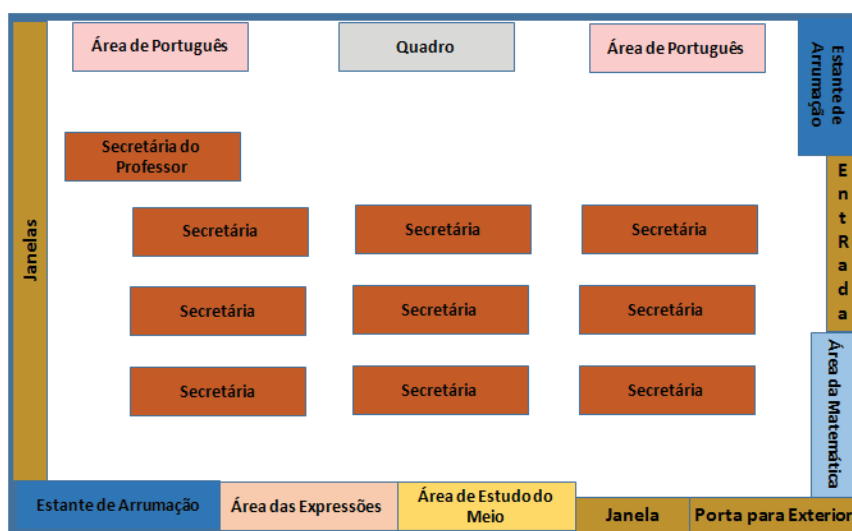 Área de Português
Quadro
Área de Português
Estante de
Arrumação
Secretária do
Professor
EntRada
Janelas
Secretária
Secretária
Secretária
Secretária
Secretária
Secretária
Secretária
Secretária
Secretária
Área da Matemática
Estante de Arrumação
Área das Expressões
Área de Estudo do
Meio
Janela
Porta para Exterior